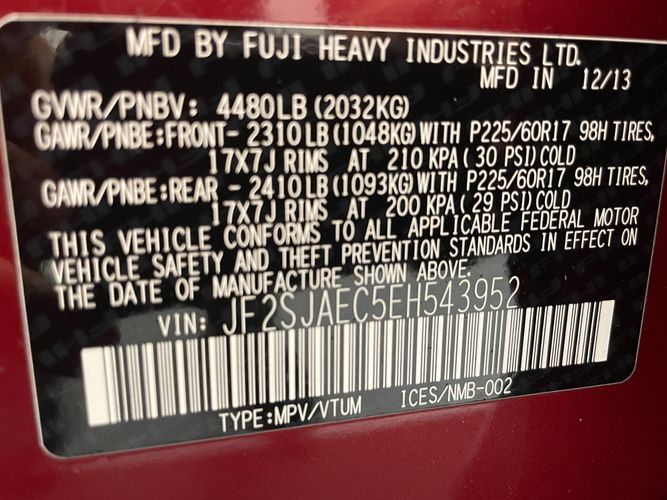 MFD BY FUJI HEAVY INDUSTRIES LTD.
MFD IN 12/13
GVWR/PNBV: 4480LB(2032KG)
GAWR/PNBE:FRONT- 2310LB(1048KG)WITH P225/60R17 98H TIRES,
17X7J RIMS AT 210 KPA( 30 PSI)COLD
GAWR/PNBE:REAR - 2410LB(1093KG)WITH P225/60R17 98H TIRES,
17X7J RIMS AT 200 KPA( 29 PSI)COLD
THIS VEHICLE CONFORMS TO ALL APPLICABLE FEDERAL MOTOR
VEHICLE SAFETY AND THEFT PREVENTION STANDARDS IN EFFECT ON
THE DATE OF MANUFACTURE SHOWN ABOVE.
VIN: JF2SJAEC5EH543952
TYPE:MPV/VTUM ICES/NMB-002